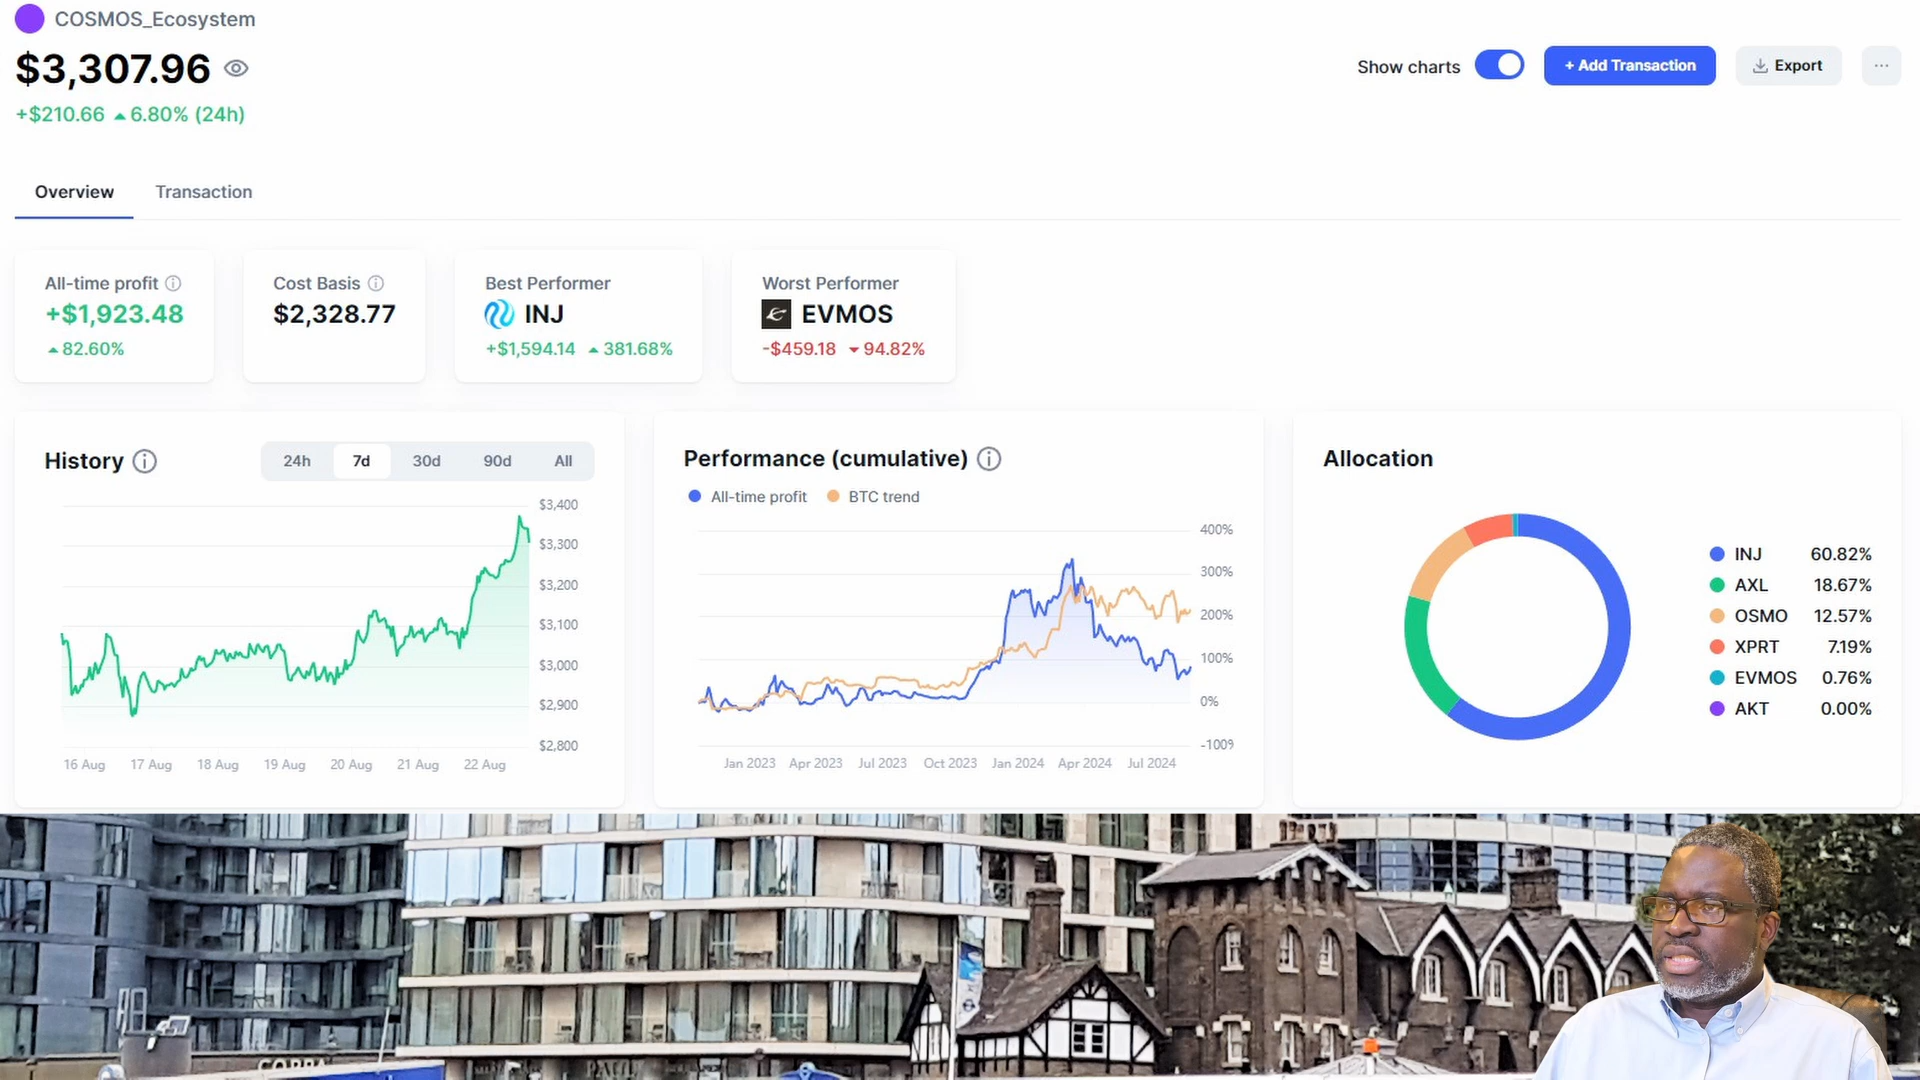 COSMOS_Ecosystem
$3,307.96
+$210.66 6.80% (24h)
Show charts
+ Add Transaction
Export
Overview
Transaction
All-time profit
+$1,923.48
82.60%
Cost Basis
$2,328.77
Best Performer
INJ
+$1,594.14 381.68%
Worst Performer
EVMOS
-$459.18 94.82%
History
24h 7d 30d 90d All
$3,400
$3,300
$3,200
$3,100
$3,000
$2,900
$2,800
16 Aug 17 Aug 18 Aug 19 Aug 20 Aug 21 Aug 22 Aug
Performance (cumulative)
All-time profit BTC trend
400%
300%
200%
100%
0%
-100%
Jan 2023 Apr 2023 Jul 2023 Oct 2023 Jan 2024 Apr 2024 Jul 2024
Allocation
INJ 60.82%
AXL 18.67%
OSMO 12.57%
XPRT 7.19%
EVMOS 0.76%
AKT 0.00%